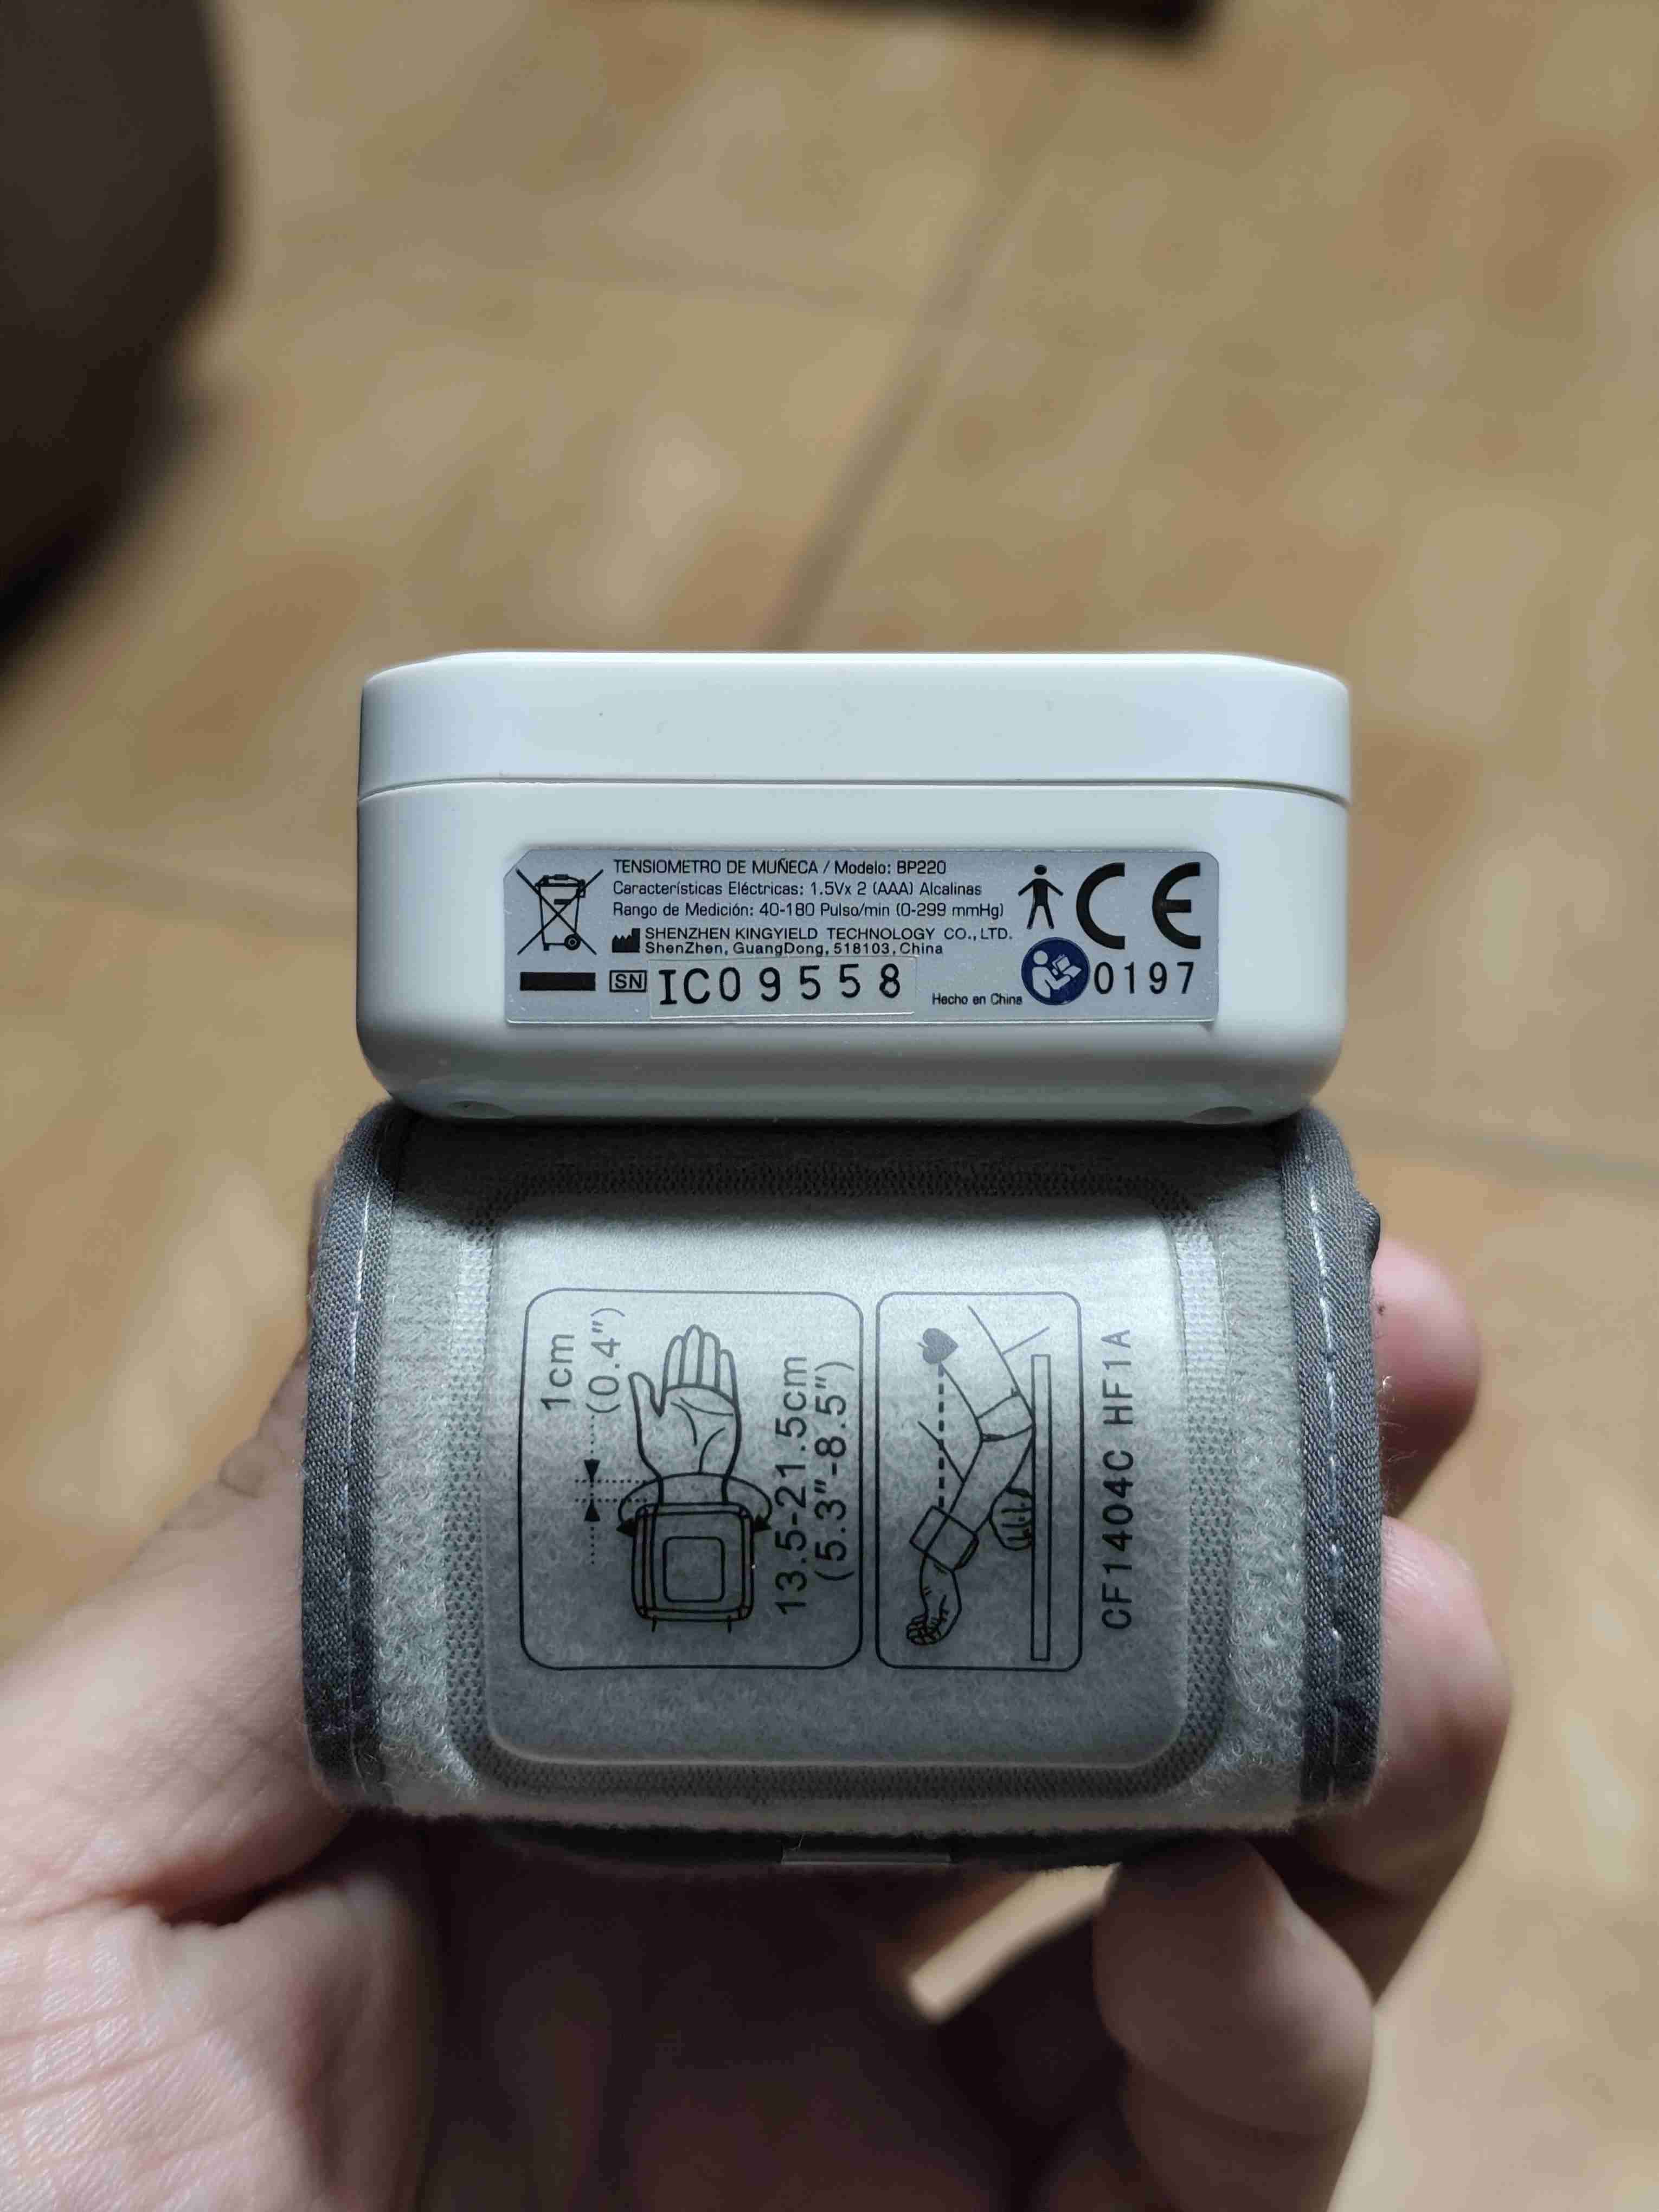 TENSIOMETRO DE MUÑECA / Modelo: BP220
Características Eléctricas: 1.5Vx 2 (AAA) Alcalinas
Rango de Medición: 40-180 Pulso/min (0-299 mmHg)
SHENZHEN KINGYIELD TECHNOLOGY CO.,LTD.
ShenZhen, GuangDong, 518103, China
SN IC09558
Hecho en China
CE
0197
1cm
(0.4")
13.5-21.5cm
(5.3"-8.5")
CF1404C HF1A